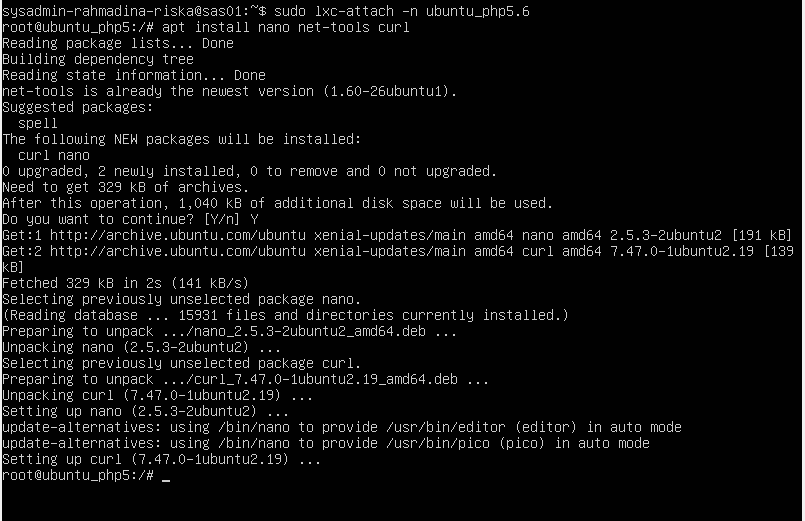 sysadmin-rahmadina-riska@sas01:~$ sudo lxc-attach -n ubuntu_php5.6
root@ubuntu_php5:/# apt install nano net-tools curl
Reading package lists... Done
Building dependency tree
Reading state information... Done
net-tools is already the newest version (1.60-26ubuntu1).
Suggested packages:
  spell
The following NEW packages will be installed:
  curl nano
0 upgraded, 2 newly installed, 0 to remove and 0 not upgraded.
Need to get 329 kB of archives.
After this operation, 1,040 kB of additional disk space will be used.
Do you want to continue? [Y/n] Y
Get:1 http://archive.ubuntu.com/ubuntu xenial-updates/main amd64 nano amd64 2.5.3-2ubuntu2 [191 kB]
Get:2 http://archive.ubuntu.com/ubuntu xenial-updates/main amd64 curl amd64 7.47.0-1ubuntu2.19 [139
kB]
Fetched 329 kB in 2s (141 kB/s)
Selecting previously unselected package nano.
(Reading database ... 15931 files and directories currently installed.)
Preparing to unpack .../nano_2.5.3-2ubuntu2_amd64.deb ...
Unpacking nano (2.5.3-2ubuntu2) ...
Selecting previously unselected package curl.
Preparing to unpack .../curl_7.47.0-1ubuntu2.19_amd64.deb ...
Unpacking curl (7.47.0-1ubuntu2.19) ...
Setting up nano (2.5.3-2ubuntu2) ...
update-alternatives: using /bin/nano to provide /usr/bin/editor (editor) in auto mode
update-alternatives: using /bin/nano to provide /usr/bin/pico (pico) in auto mode
Setting up curl (7.47.0-1ubuntu2.19) ...
root@ubuntu_php5:/# _